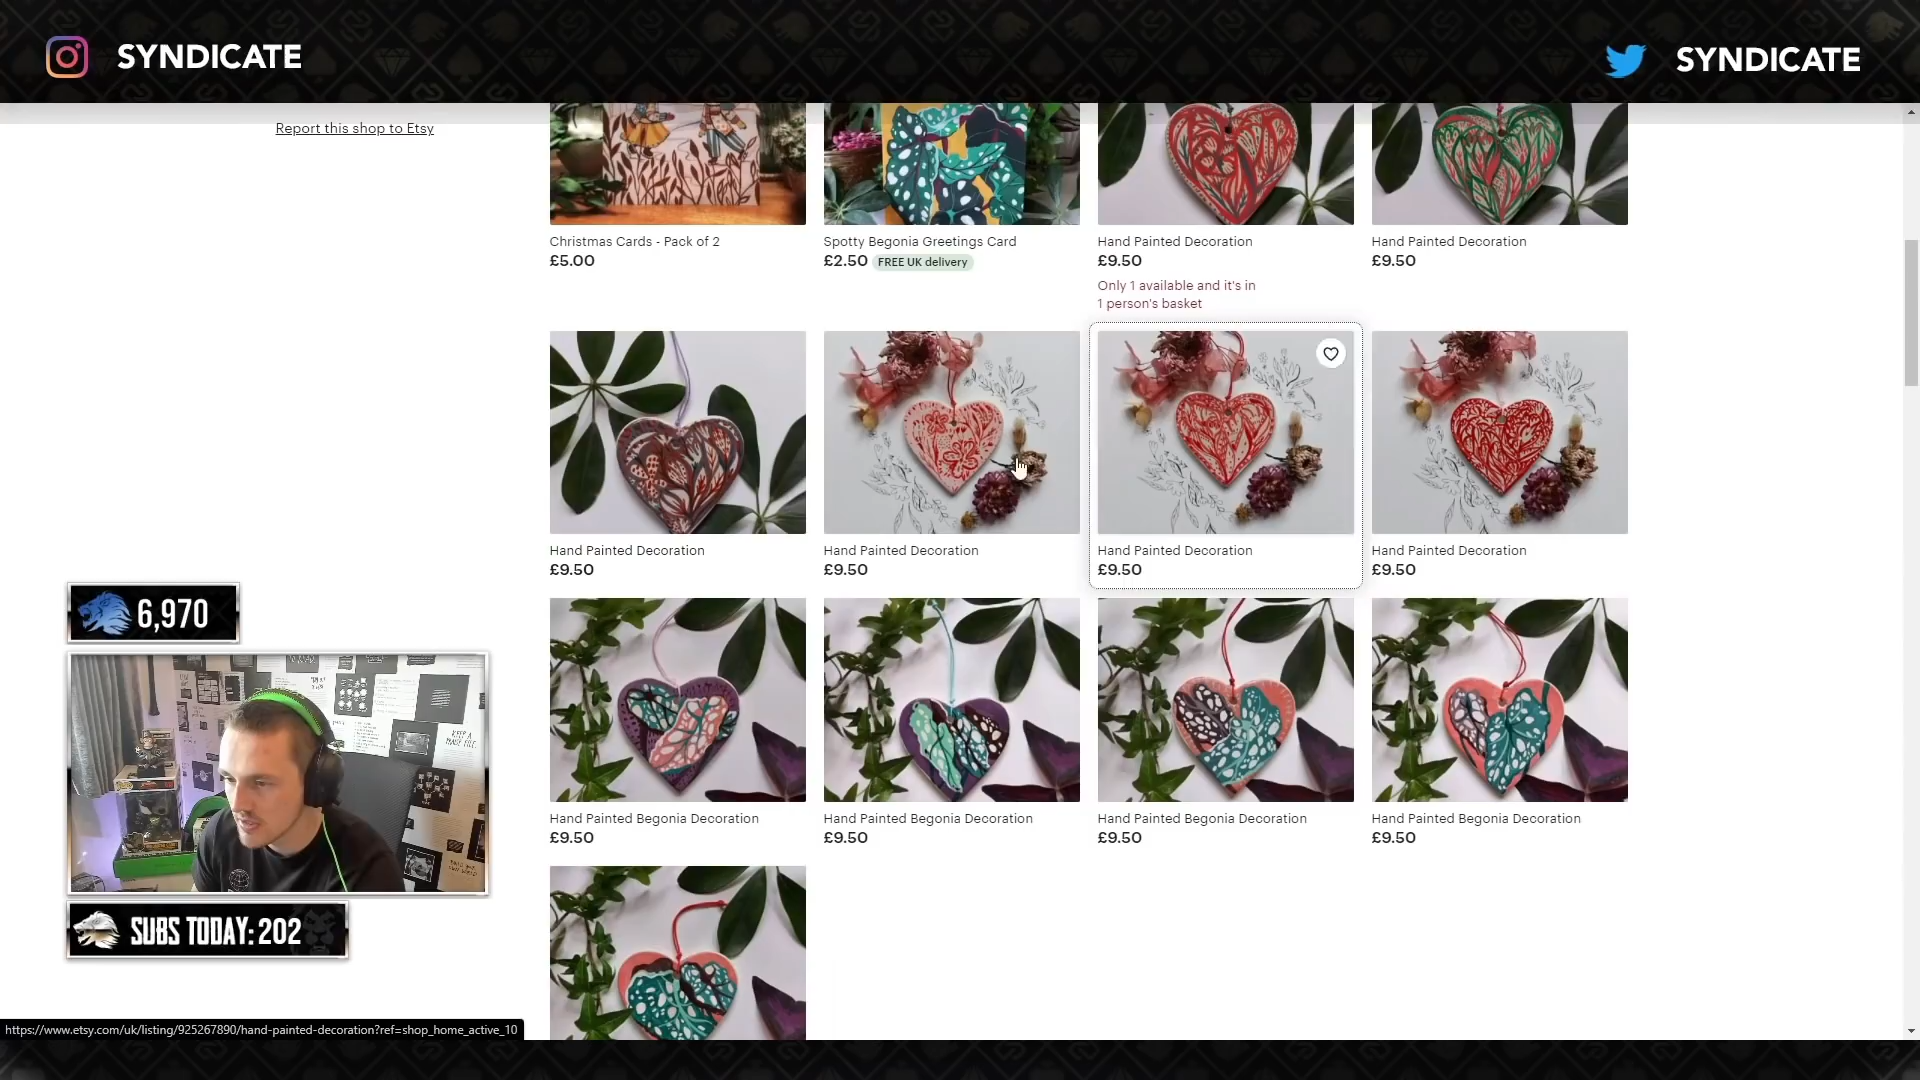 SYNDICATE
SYNDICATE
Report this shop to Etsy
Christmas Cards - Pack of 2
£5.00
Spotty Begonia Greetings Card
£2.50 FREE UK delivery
Hand Painted Decoration
£9.50
Only 1 available and it's in
1 person's basket
Hand Painted Decoration
£9.50
Hand Painted Decoration
£9.50
Hand Painted Decoration
£9.50
Hand Painted Decoration
£9.50
Hand Painted Decoration
£9.50
6,970
Hand Painted Begonia Decoration
£9.50
Hand Painted Begonia Decoration
£9.50
Hand Painted Begonia Decoration
£9.50
Hand Painted Begonia Decoration
£9.50
SUBS TODAY: 202
https://www.etsy.com/uk/listing/925267890/hand-painted-decoration?ref=shop_home_active_10